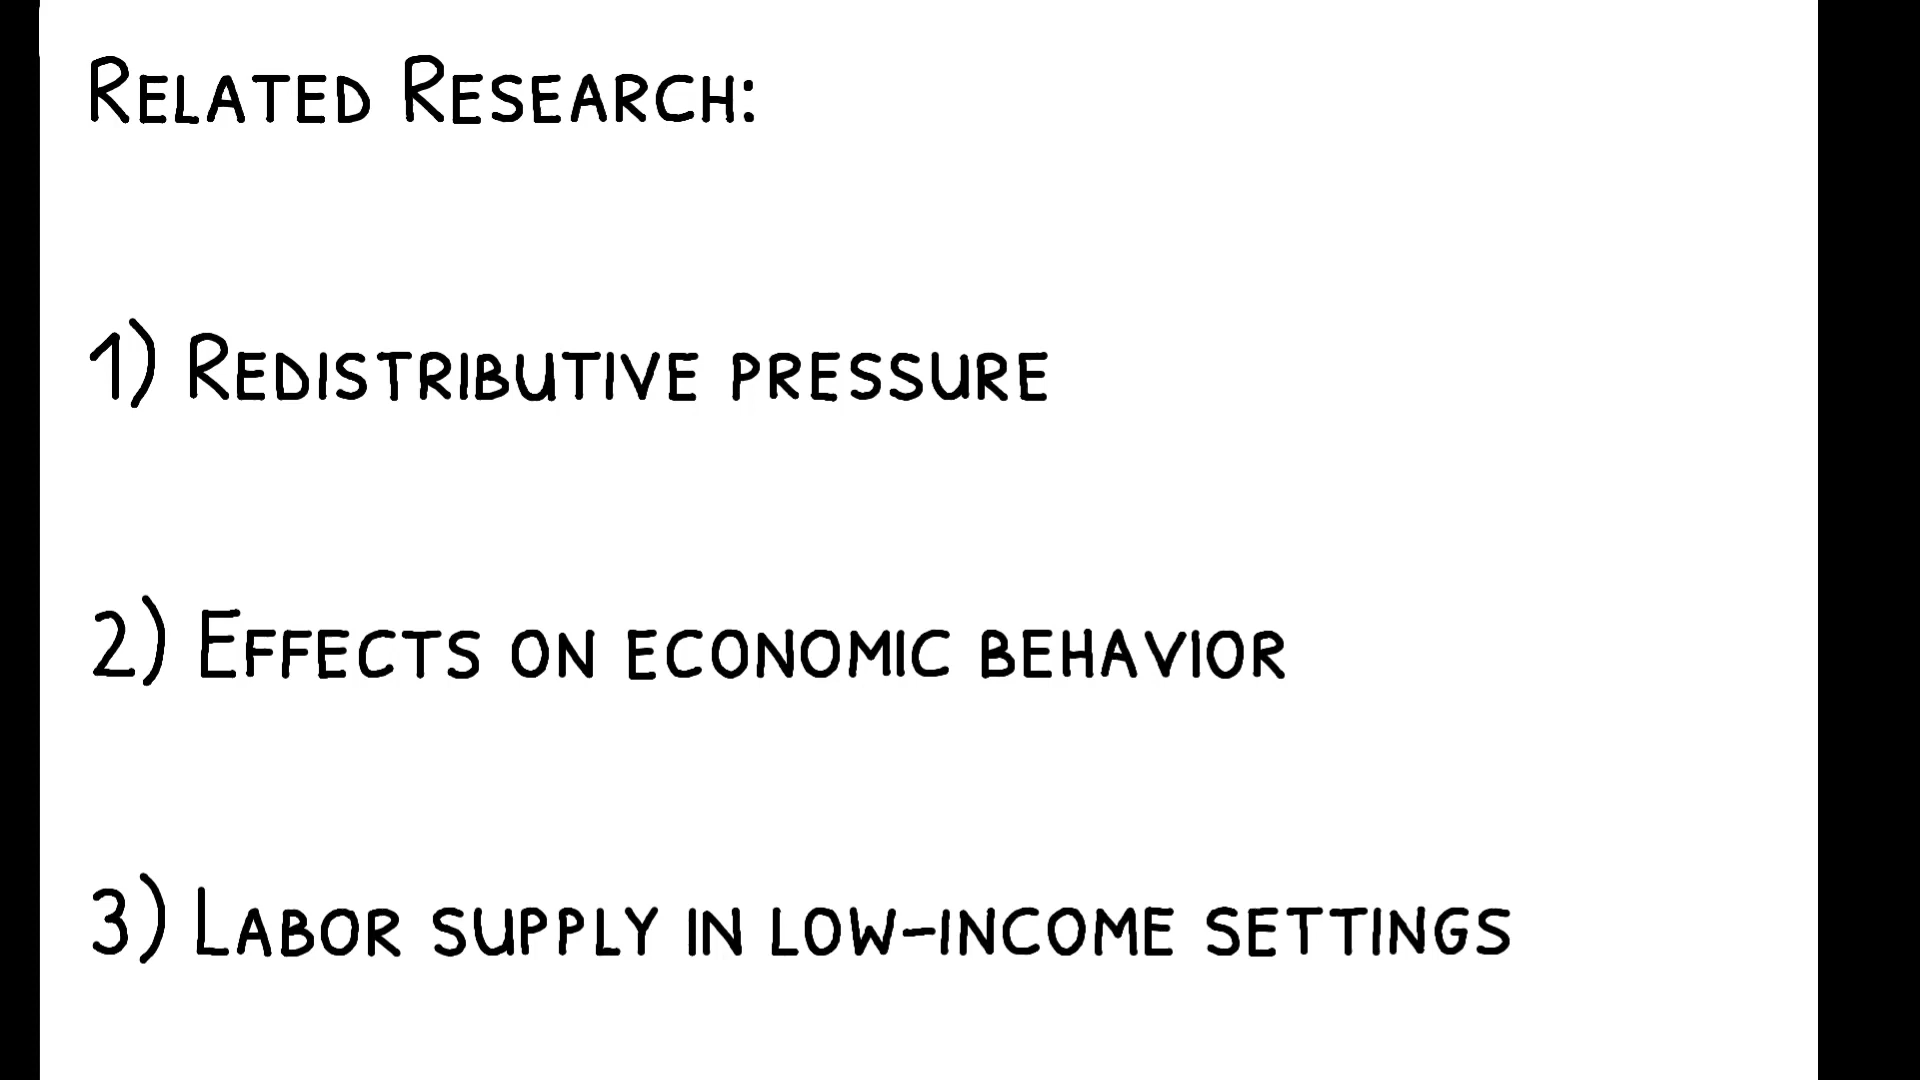 Related Research:
1) Redistributive pressure
2) Effects on economic behavior
3) Labor supply in low-income settings